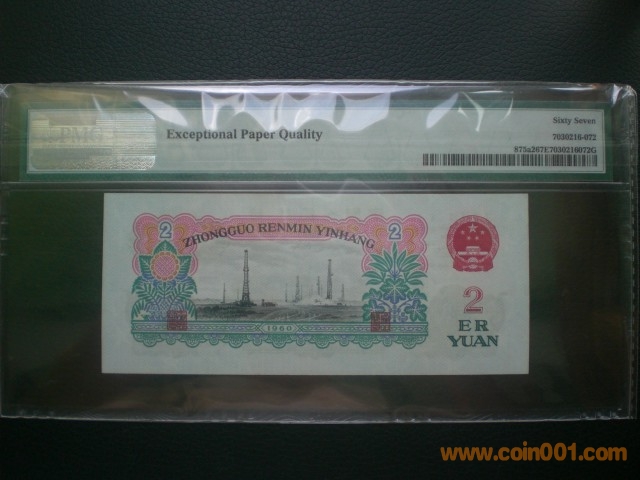 PMG
Exceptional Paper Quality
Sixty Seven
7030216-072
875a267E7030216072G
2
2
ZHONGGUO RENMIN YINHANG
1960
2
ER
YUAN
www.coin001.com